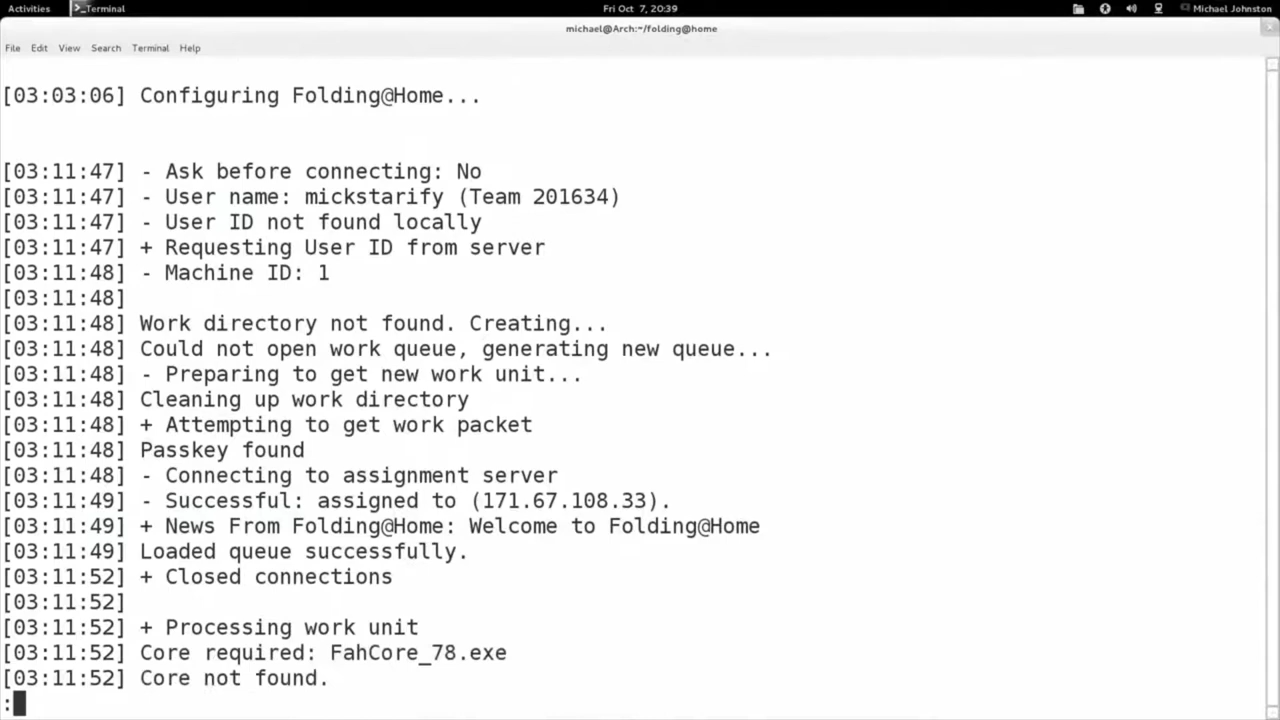 Activities >_Terminal Fri Oct 7, 20:39 Michael Johnston
michael@Arch:~/folding@home
File Edit View Search Terminal Help
[03:03:06] Configuring Folding@Home...
[03:11:47] - Ask before connecting: No
[03:11:47] - User name: mickstarify (Team 201634)
[03:11:47] - User ID not found locally
[03:11:47] + Requesting User ID from server
[03:11:48] - Machine ID: 1
[03:11:48]
[03:11:48] Work directory not found. Creating...
[03:11:48] Could not open work queue, generating new queue...
[03:11:48] - Preparing to get new work unit...
[03:11:48] Cleaning up work directory
[03:11:48] + Attempting to get work packet
[03:11:48] Passkey found
[03:11:48] - Connecting to assignment server
[03:11:49] - Successful: assigned to (171.67.108.33).
[03:11:49] + News From Folding@Home: Welcome to Folding@Home
[03:11:49] Loaded queue successfully.
[03:11:52] + Closed connections
[03:11:52]
[03:11:52] + Processing work unit
[03:11:52] Core required: FahCore_78.exe
[03:11:52] Core not found.
: